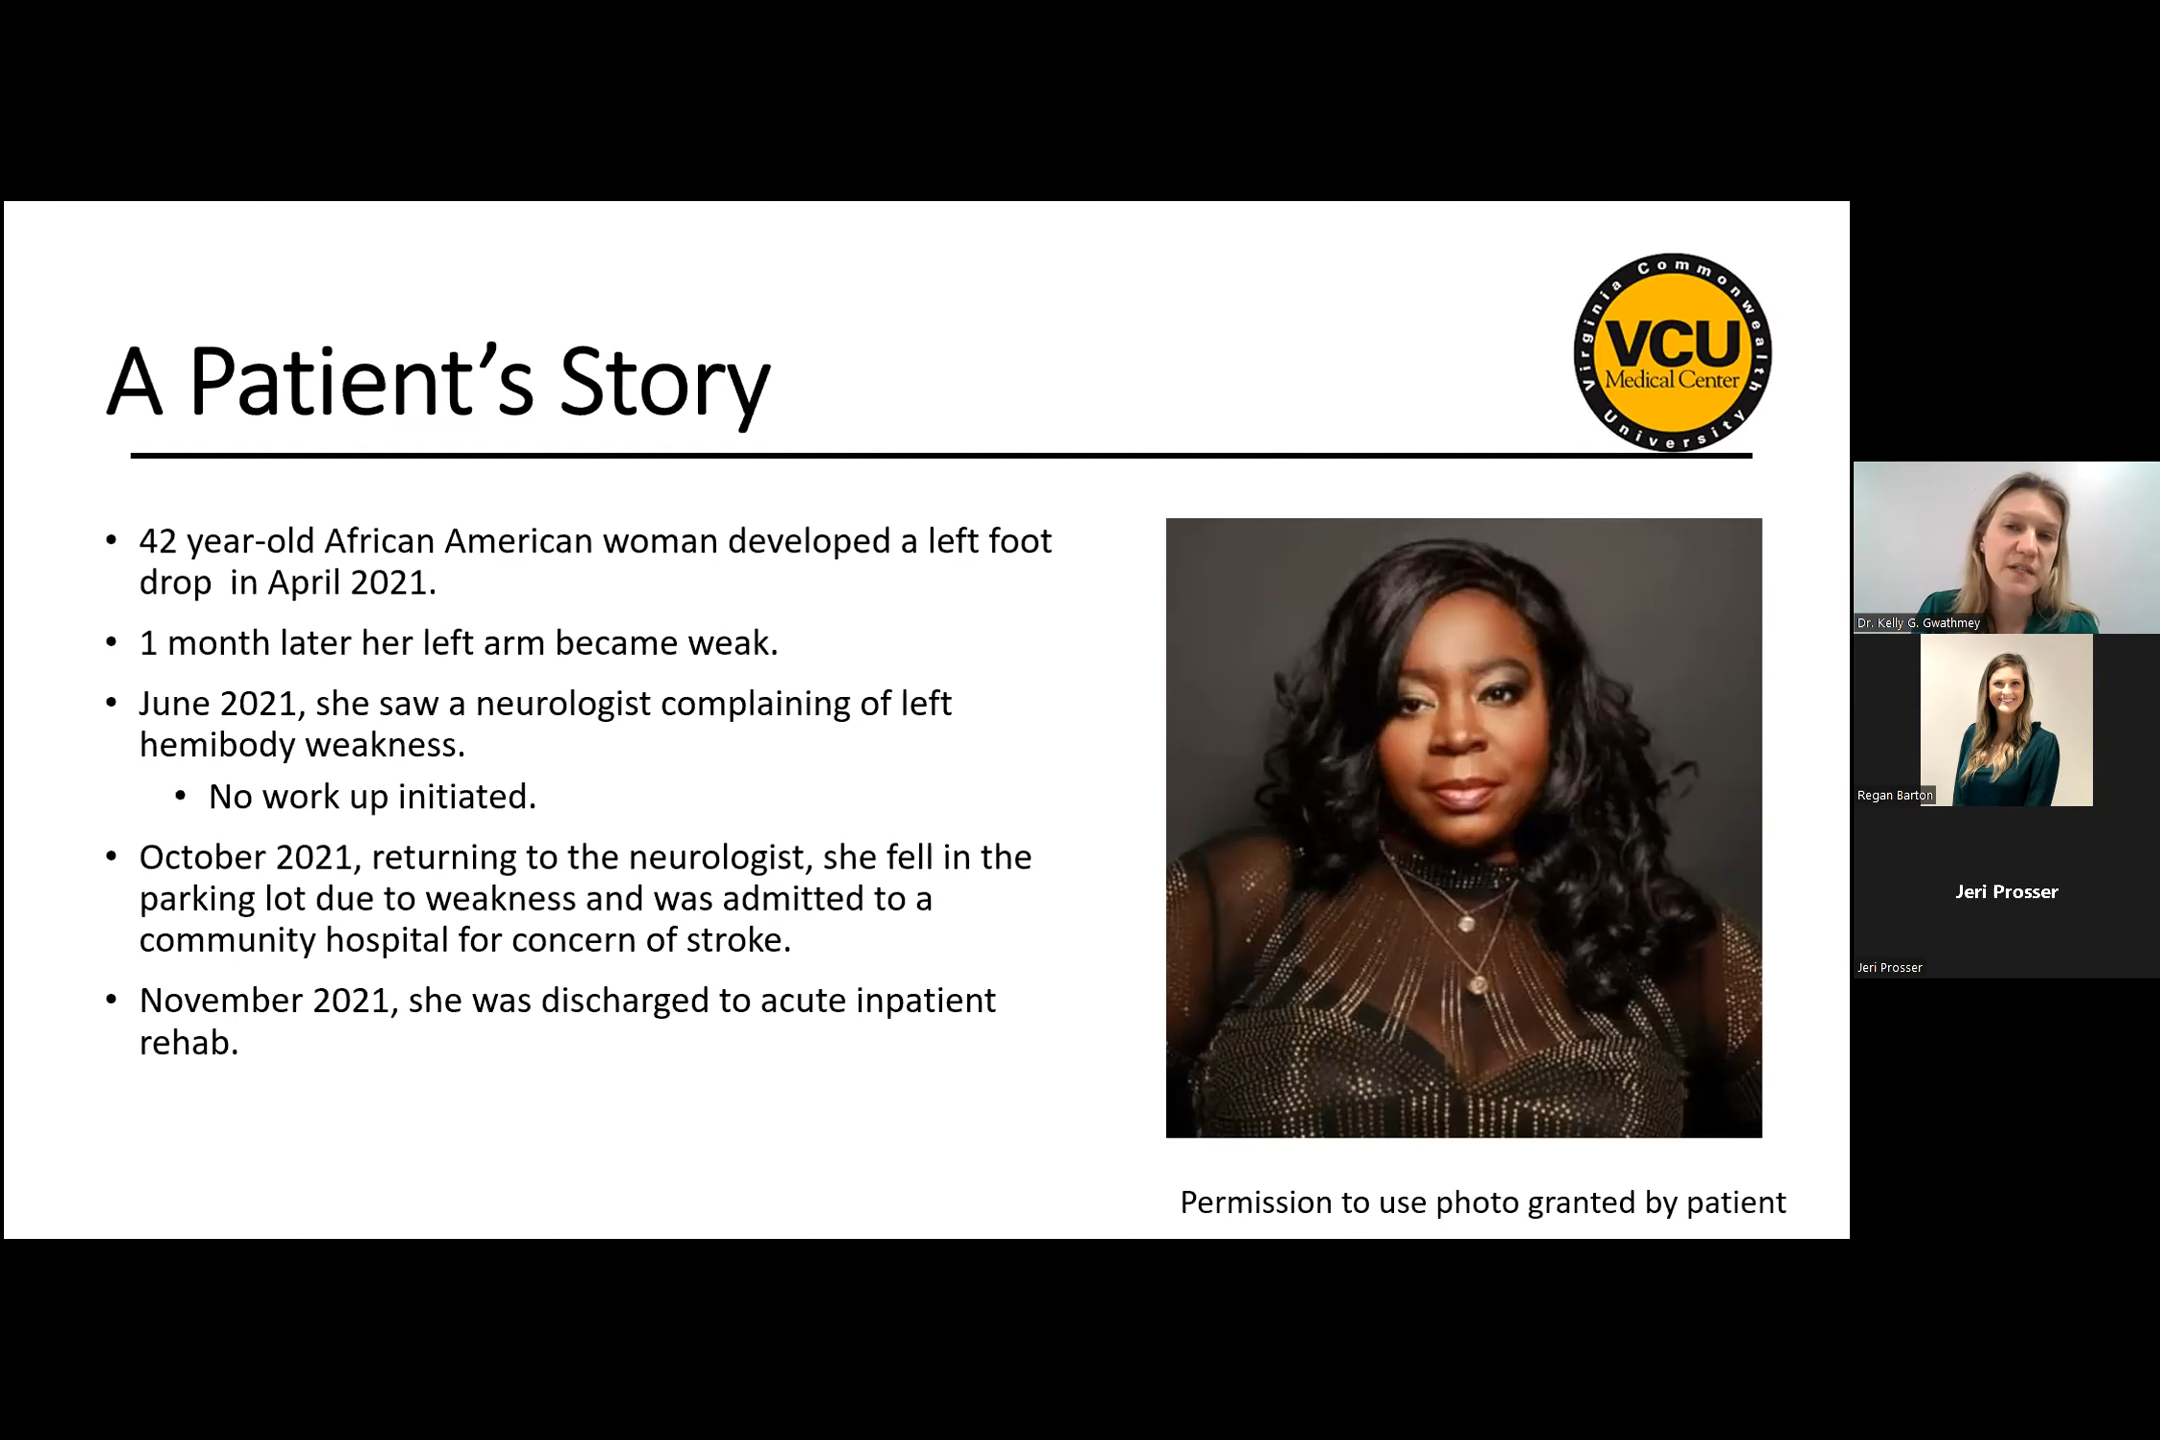 Virginia Commonwealth University
VCU
Medical Center
A Patient’s Story
• 42 year-old African American woman developed a left foot
drop  in April 2021.
• 1 month later her left arm became weak.
• June 2021, she saw a neurologist complaining of left
hemibody weakness.
• No work up initiated.
• October 2021, returning to the neurologist, she fell in the
parking lot due to weakness and was admitted to a
community hospital for concern of stroke.
• November 2021, she was discharged to acute inpatient
rehab.
Permission to use photo granted by patient
Dr. Kelly G. Gwathmey
Regan Barton
Jeri Prosser
Jeri Prosser